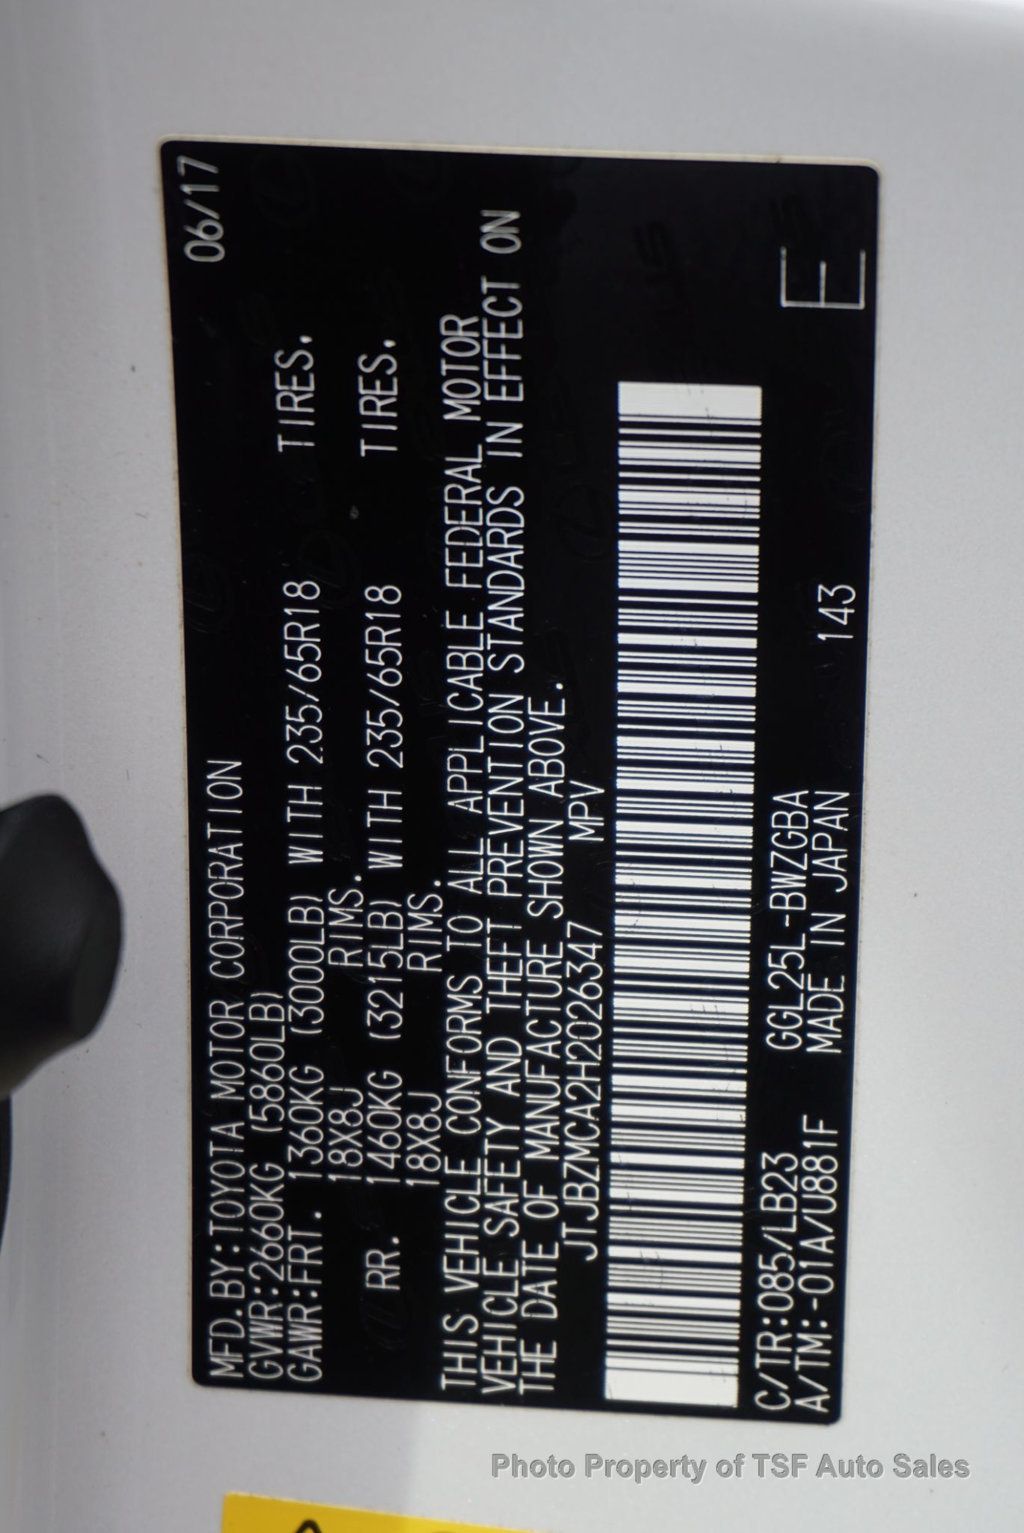 MFD.BY:TOYOTA MOTOR CORPORATION 06/17
GVWR:2660KG (5860LB)
GAWR:FRT. 1360KG (3000LB) WITH 235/65R18 TIRES.
18X8J RIMS.
RR. 1460KG (3215LB) WITH 235/65R18 TIRES.
18X8J RIMS.
THIS VEHICLE CONFORMS TO ALL APPLICABLE FEDERAL MOTOR
VEHICLE SAFETY AND THEFT PREVENTION STANDARDS IN EFFECT ON
THE DATE OF MANUFACTURE SHOWN ABOVE.
JTJBZMCA2H2026347 MPV
C/TR:085/LB23 GGL25L-BWZGBA
A/TM:-01A/U881F MADE IN JAPAN 143 E
Photo Property of TSF Auto Sales